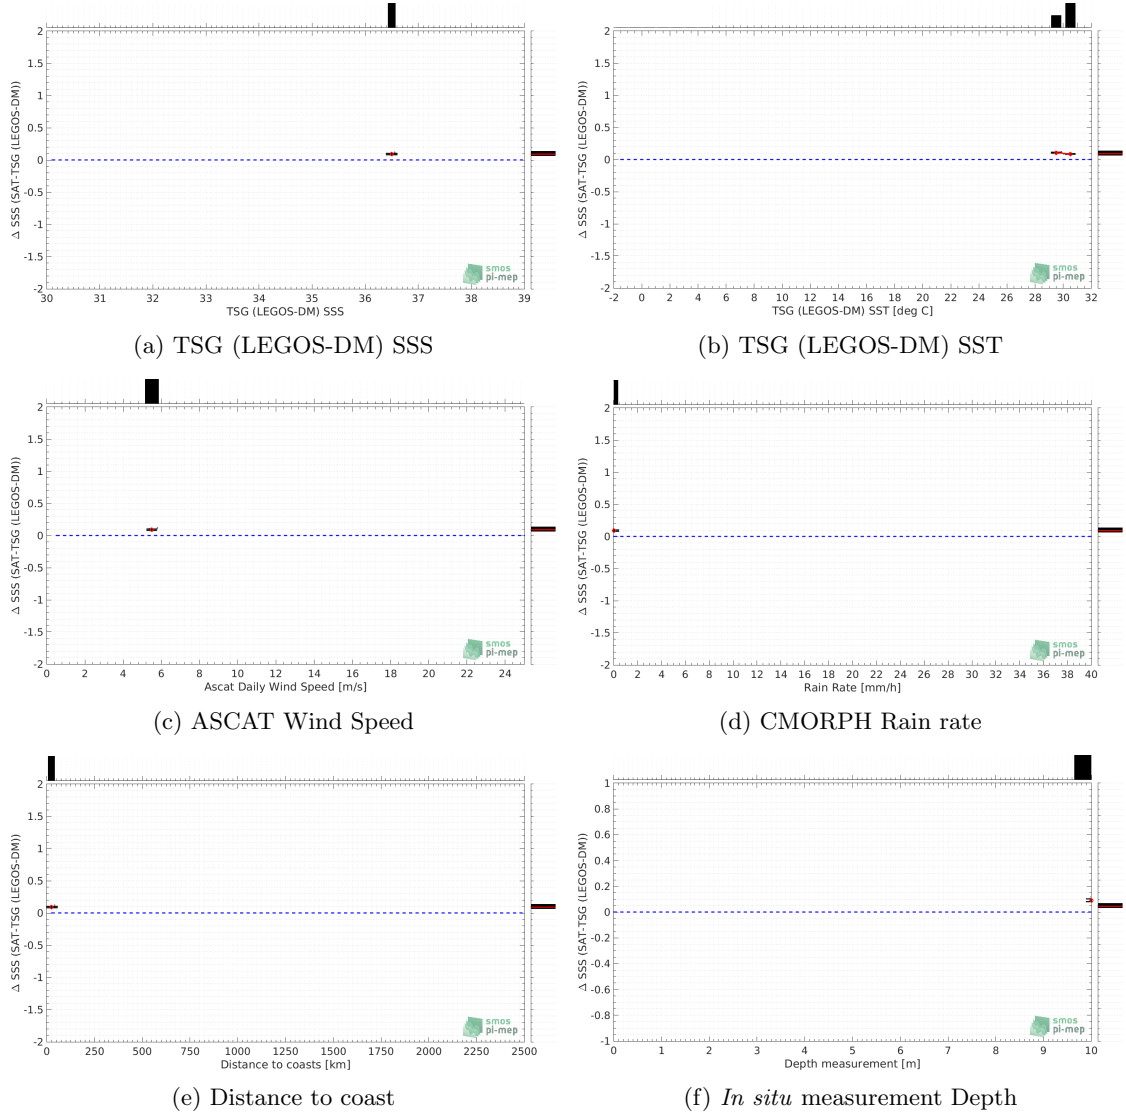 2
1.5
1
0.5
0
-0.5
-1
-1.5
-2
Δ SSS (SAT-TSG (LEGOS-DM))
30 31 32 33 34 35 36 37 38 39
TSG (LEGOS-DM) SSS
smos
pi-mep
(a) TSG (LEGOS-DM) SSS
2
1.5
1
0.5
0
-0.5
-1
-1.5
-2
Δ SSS (SAT-TSG (LEGOS-DM))
-2 0 2 4 6 8 10 12 14 16 18 20 22 24 26 28 30 32
TSG (LEGOS-DM) SST [deg C]
smos
pi-mep
(b) TSG (LEGOS-DM) SST
2
1.5
1
0.5
0
-0.5
-1
-1.5
-2
Δ SSS (SAT-TSG (LEGOS-DM))
0 2 4 6 8 10 12 14 16 18 20 22 24
Ascat Daily Wind Speed [m/s]
smos
pi-mep
(c) ASCAT Wind Speed
2
1.5
1
0.5
0
-0.5
-1
-1.5
-2
Δ SSS (SAT-TSG (LEGOS-DM))
0 2 4 6 8 10 12 14 16 18 20 22 24 26 28 30 32 34 36 38 40
Rain Rate [mm/h]
smos
pi-mep
(d) CMORPH Rain rate
2
1.5
1
0.5
0
-0.5
-1
-1.5
-2
Δ SSS (SAT-TSG (LEGOS-DM))
0 250 500 750 1000 1250 1500 1750 2000 2250 2500
Distance to coasts [km]
smos
pi-mep
(e) Distance to coast
1
0.8
0.6
0.4
0.2
0
-0.2
-0.4
-0.6
-0.8
-1
Δ SSS (SAT-TSG (LEGOS-DM))
0 1 2 3 4 5 6 7 8 9 10
Depth measurement [m]
smos
pi-mep
(f) In situ measurement Depth